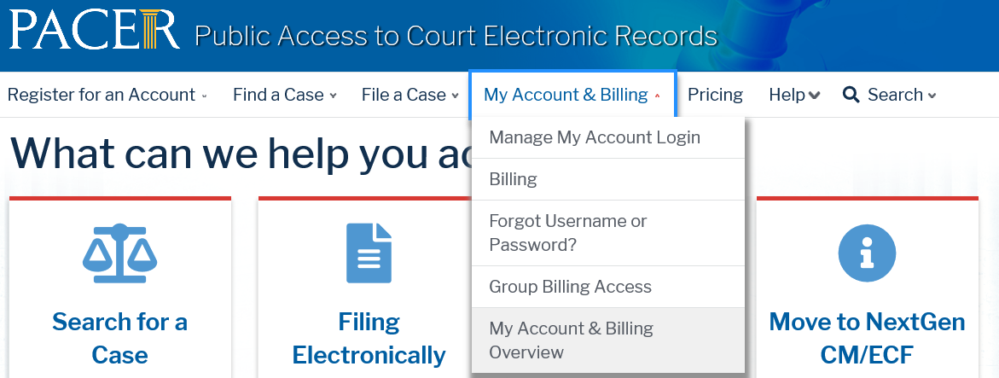 PACER Public Access to Court Electronic Records
Register for an Account Find a Case File a Case My Account & Billing Pricing Help Search
What can we help you ac
Manage My Account Login
Billing
Forgot Username or
Password?
Group Billing Access
My Account & Billing
Overview
Search for a
Case
Filing
Electronically
Move to NextGen
CM/ECF